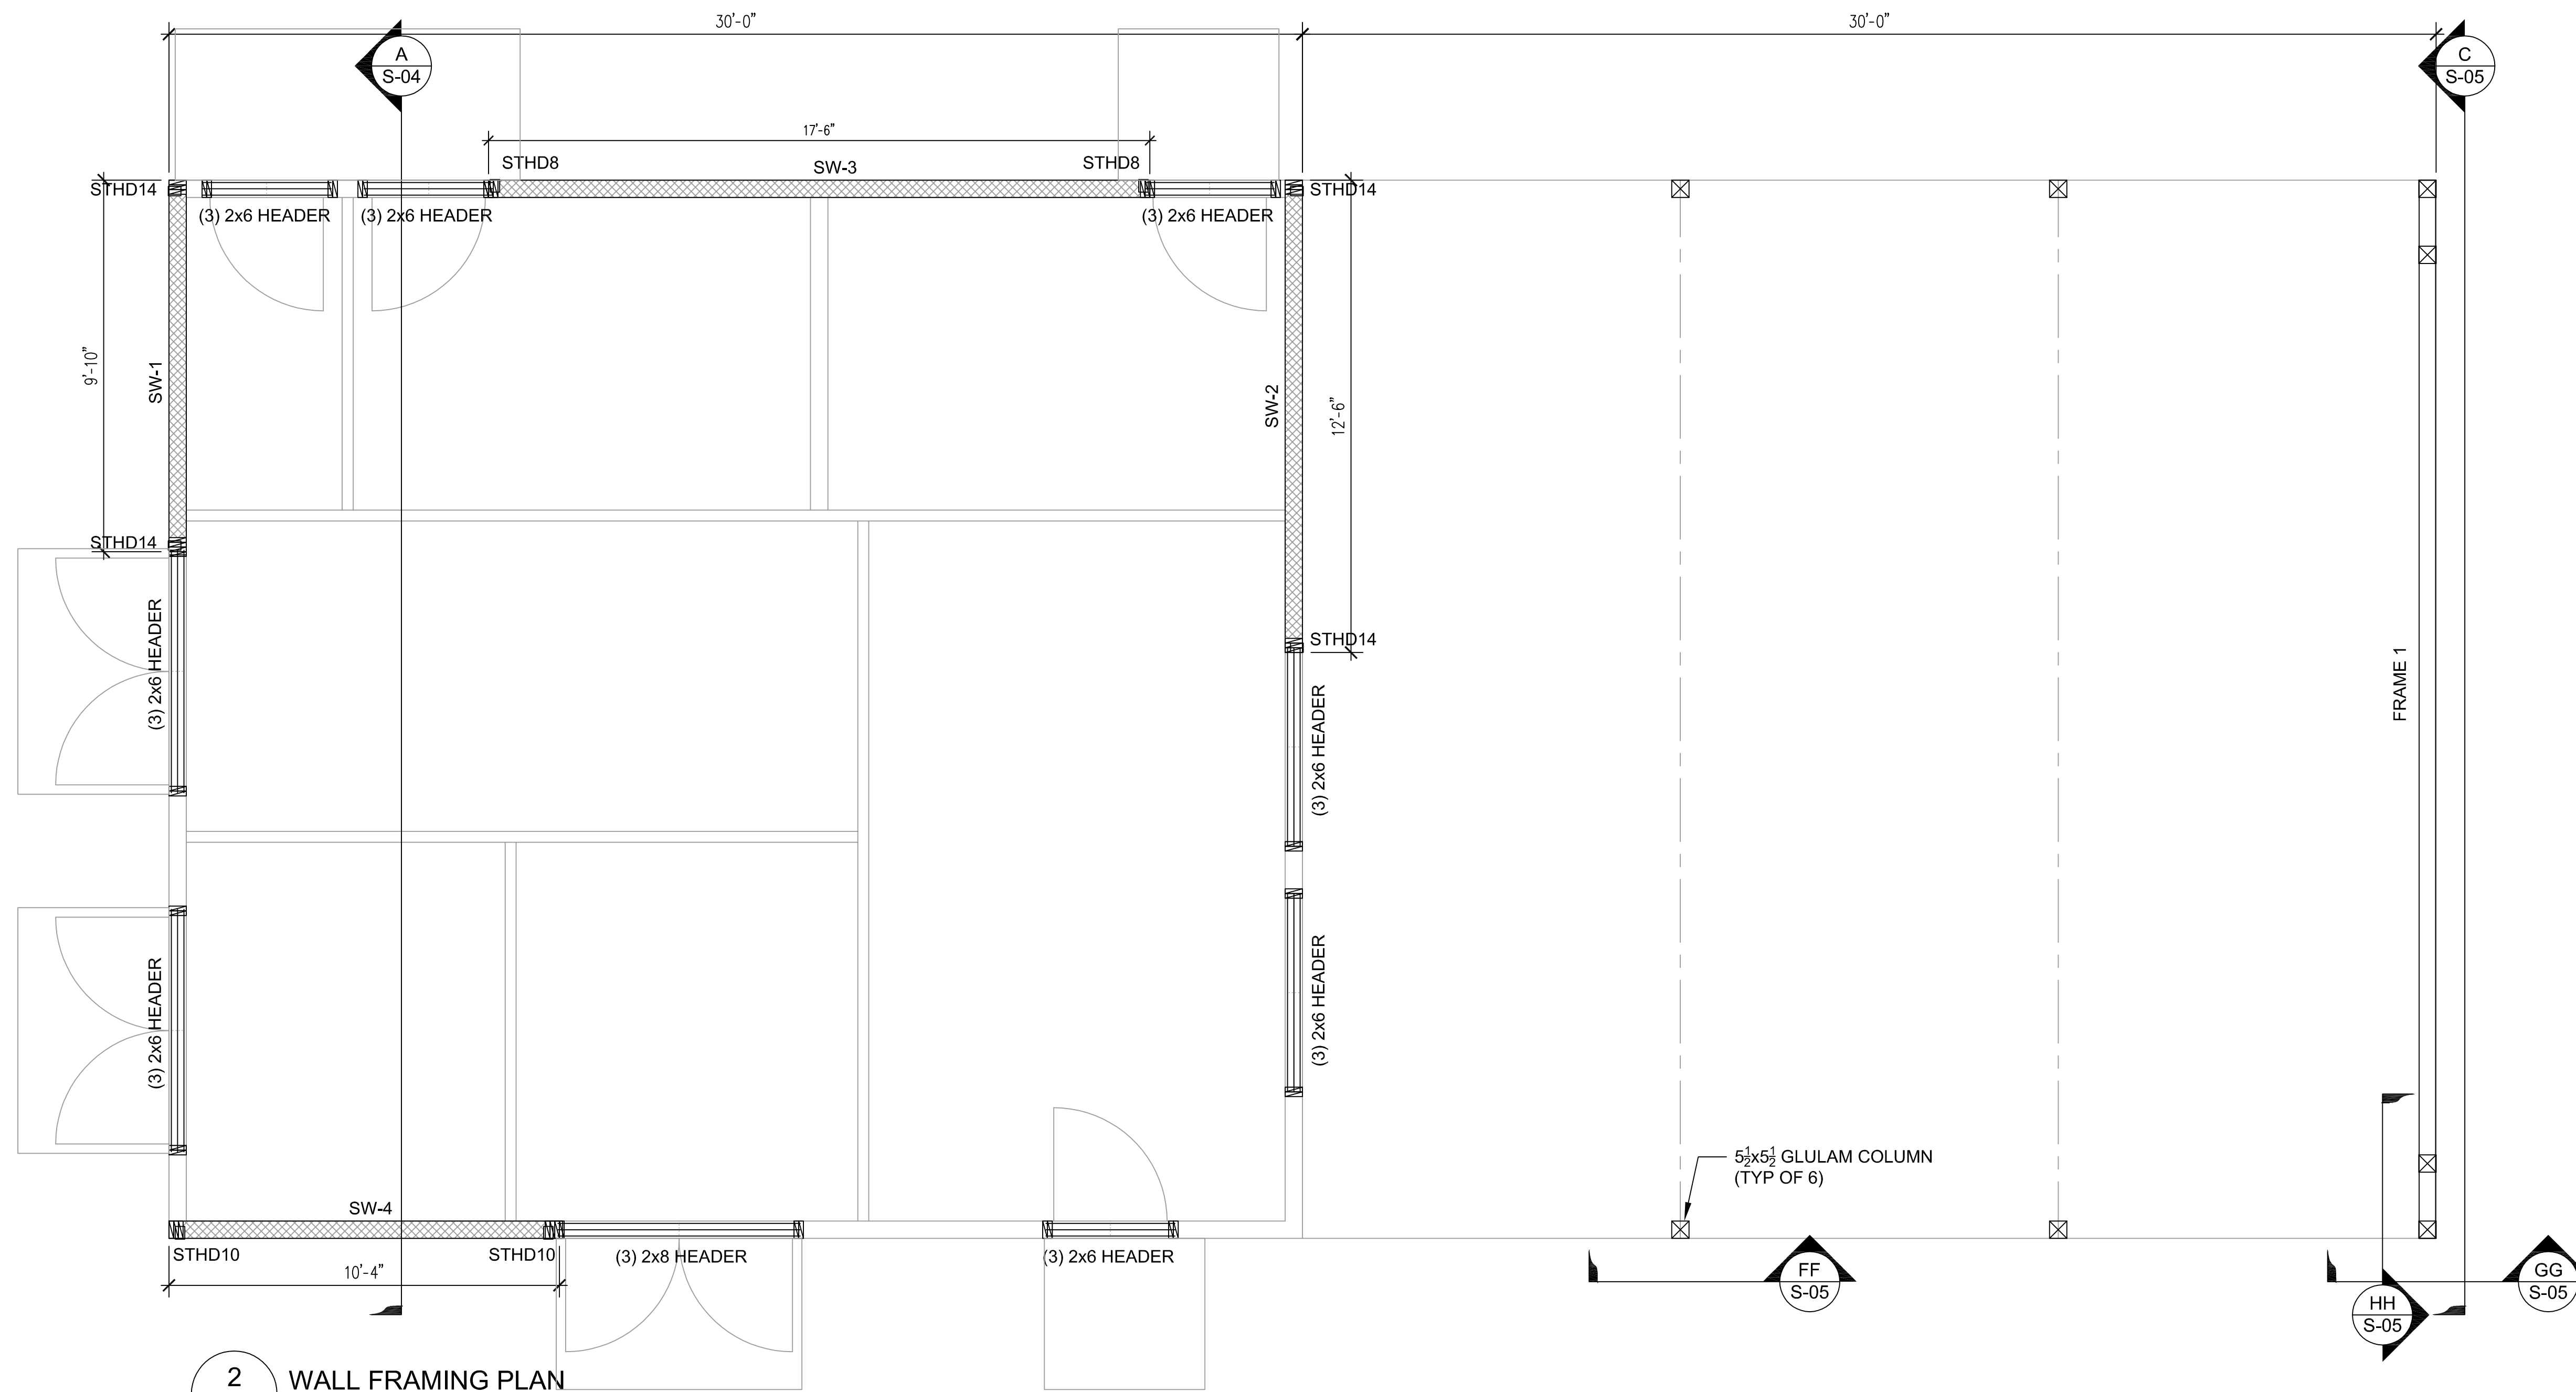 30'-0"
30'-0"
A
S-04
C
S-05
17'-6"
STHD8
SW-3
STHD8
STHD14
STHD14
(3) 2x6 HEADER
(3) 2x6 HEADER
(3) 2x6 HEADER
9'-10"
SW-1
SW-2
12'-6"
STHD14
STHD14
(3) 2x6 HEADER
(3) 2x6 HEADER
FRAME 1
(3) 2x6 HEADER
(3) 2x6 HEADER
5½x5½ GLULAM COLUMN
(TYP OF 6)
SW-4
STHD10
STHD10
(3) 2x8 HEADER
(3) 2x6 HEADER
10'-4"
FF
S-05
GG
S-05
HH
S-05
2
WALL FRAMING PLAN